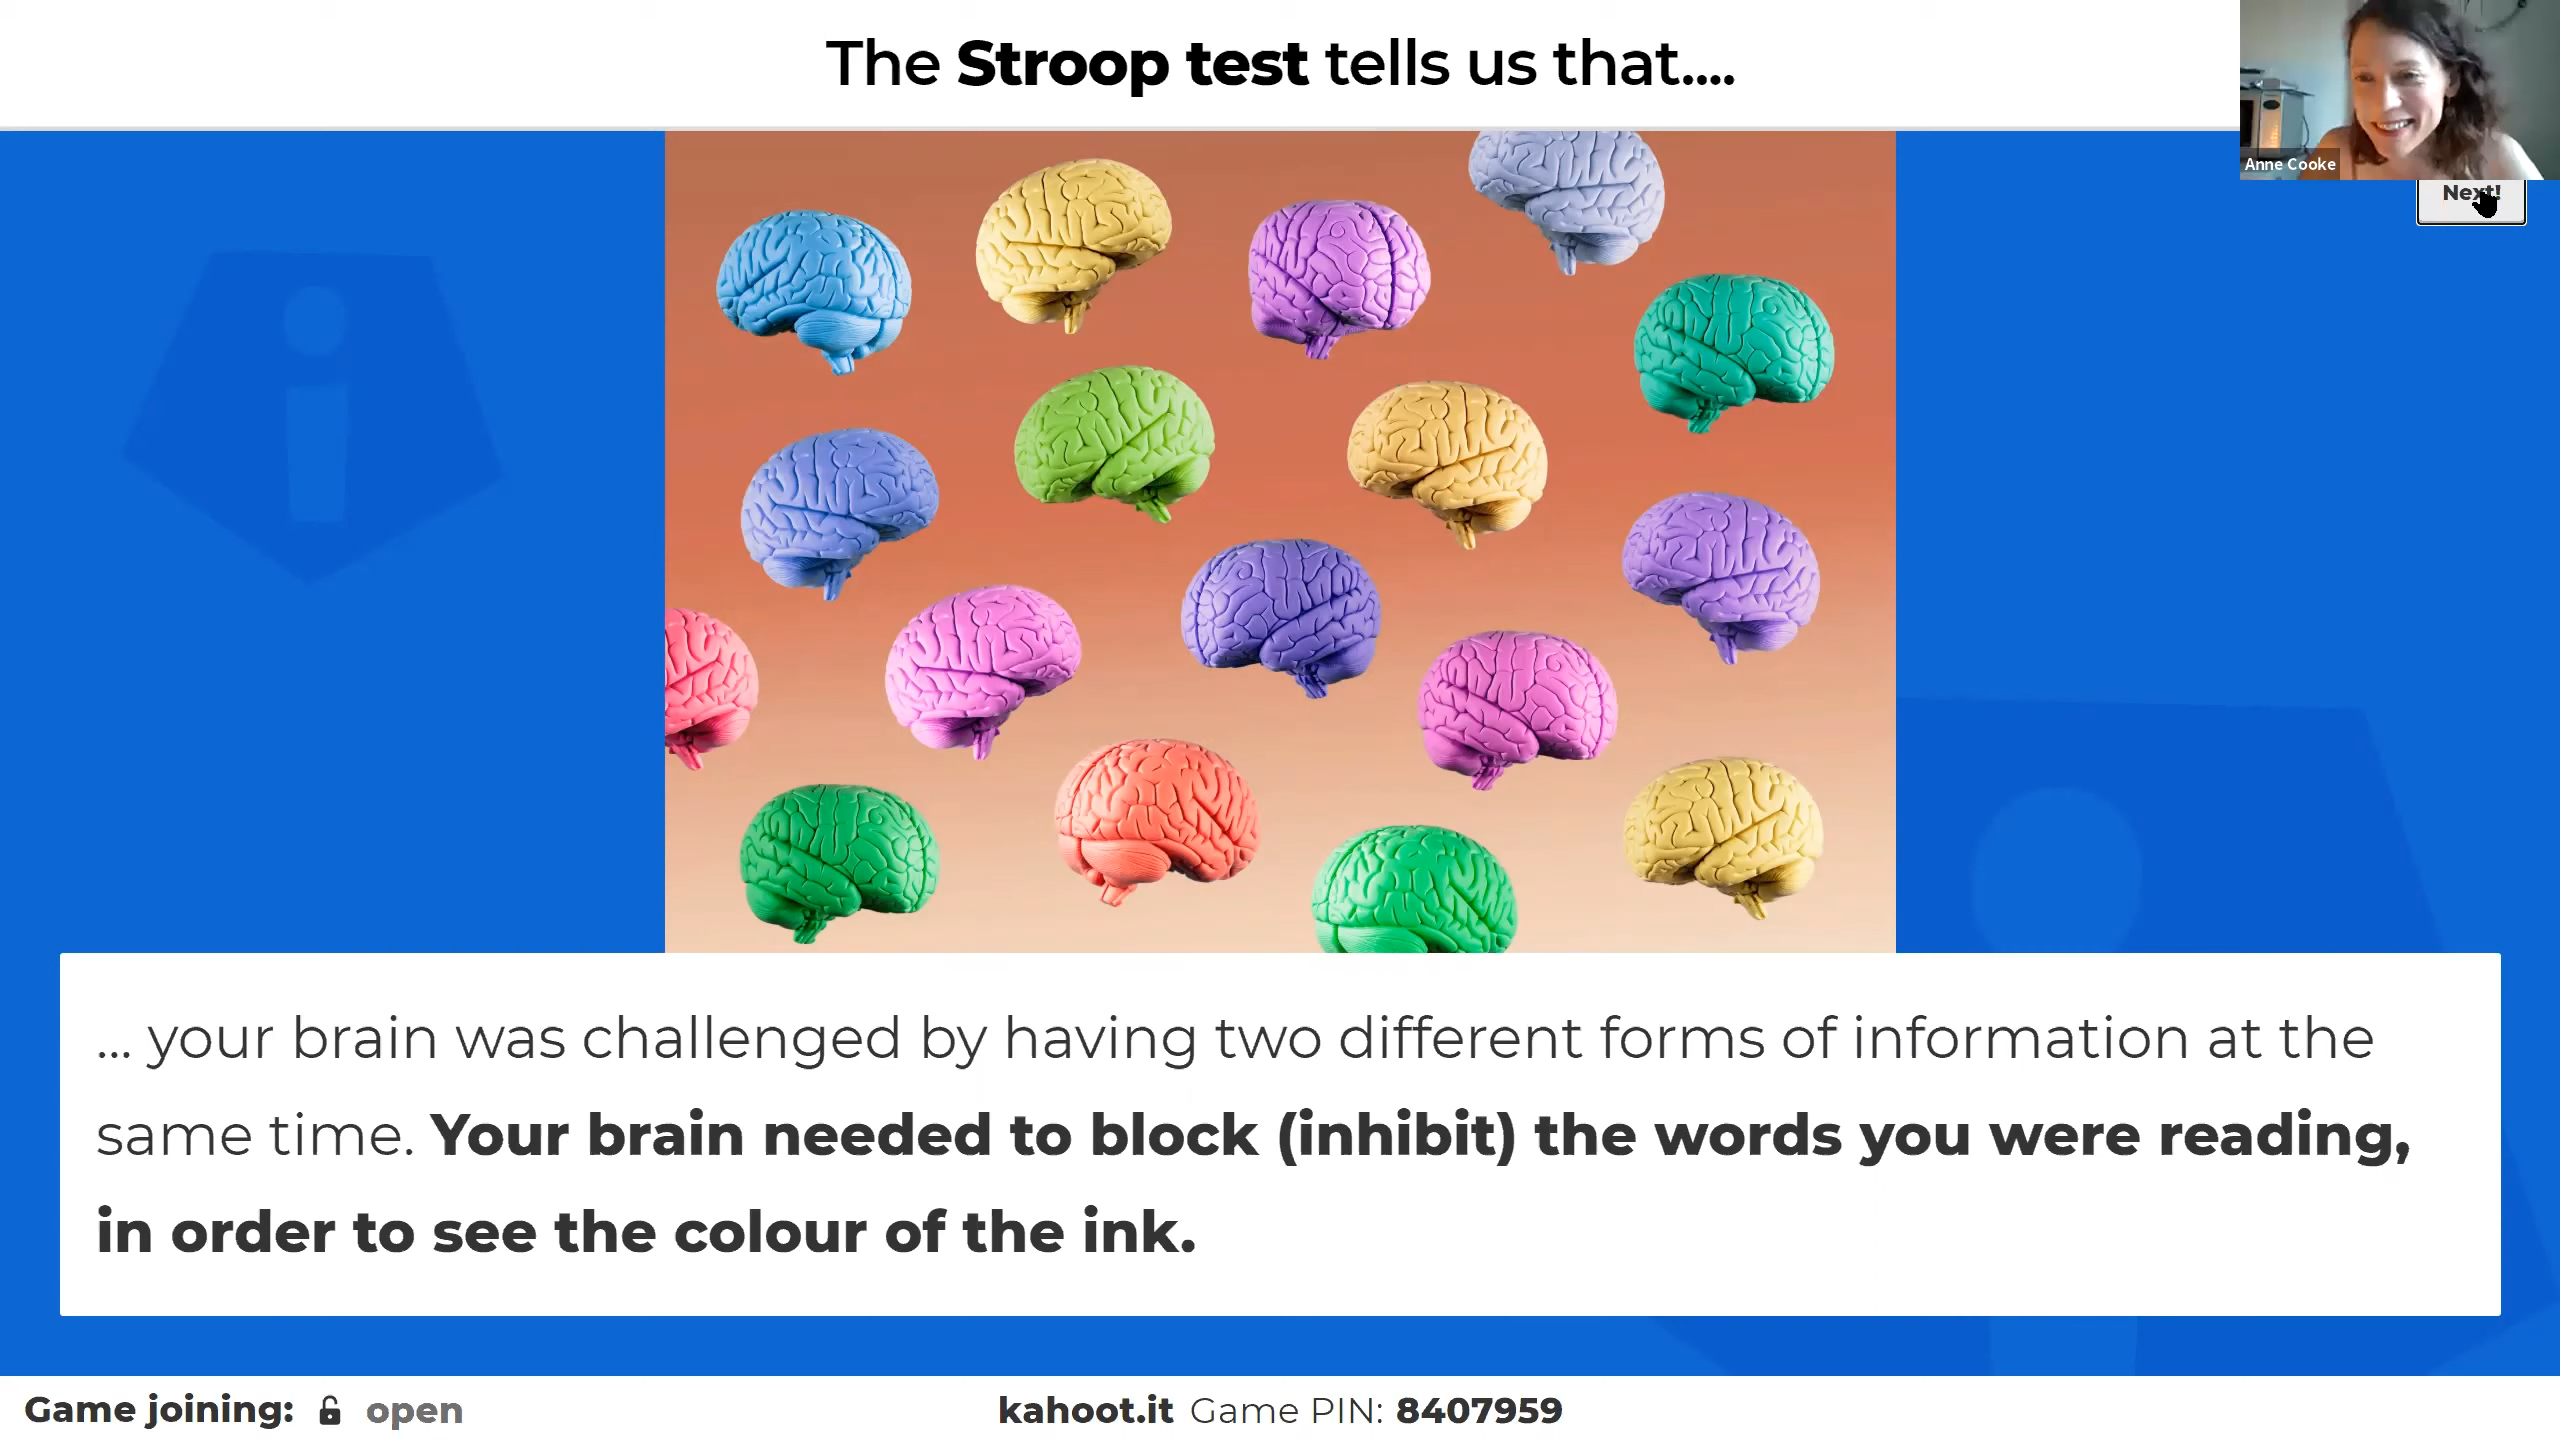 The Stroop test tells us that....
Anne Cooke
Next!
... your brain was challenged by having two different forms of information at the
same time. Your brain needed to block (inhibit) the words you were reading,
in order to see the colour of the ink.
Game joining: open
kahoot.it Game PIN: 8407959